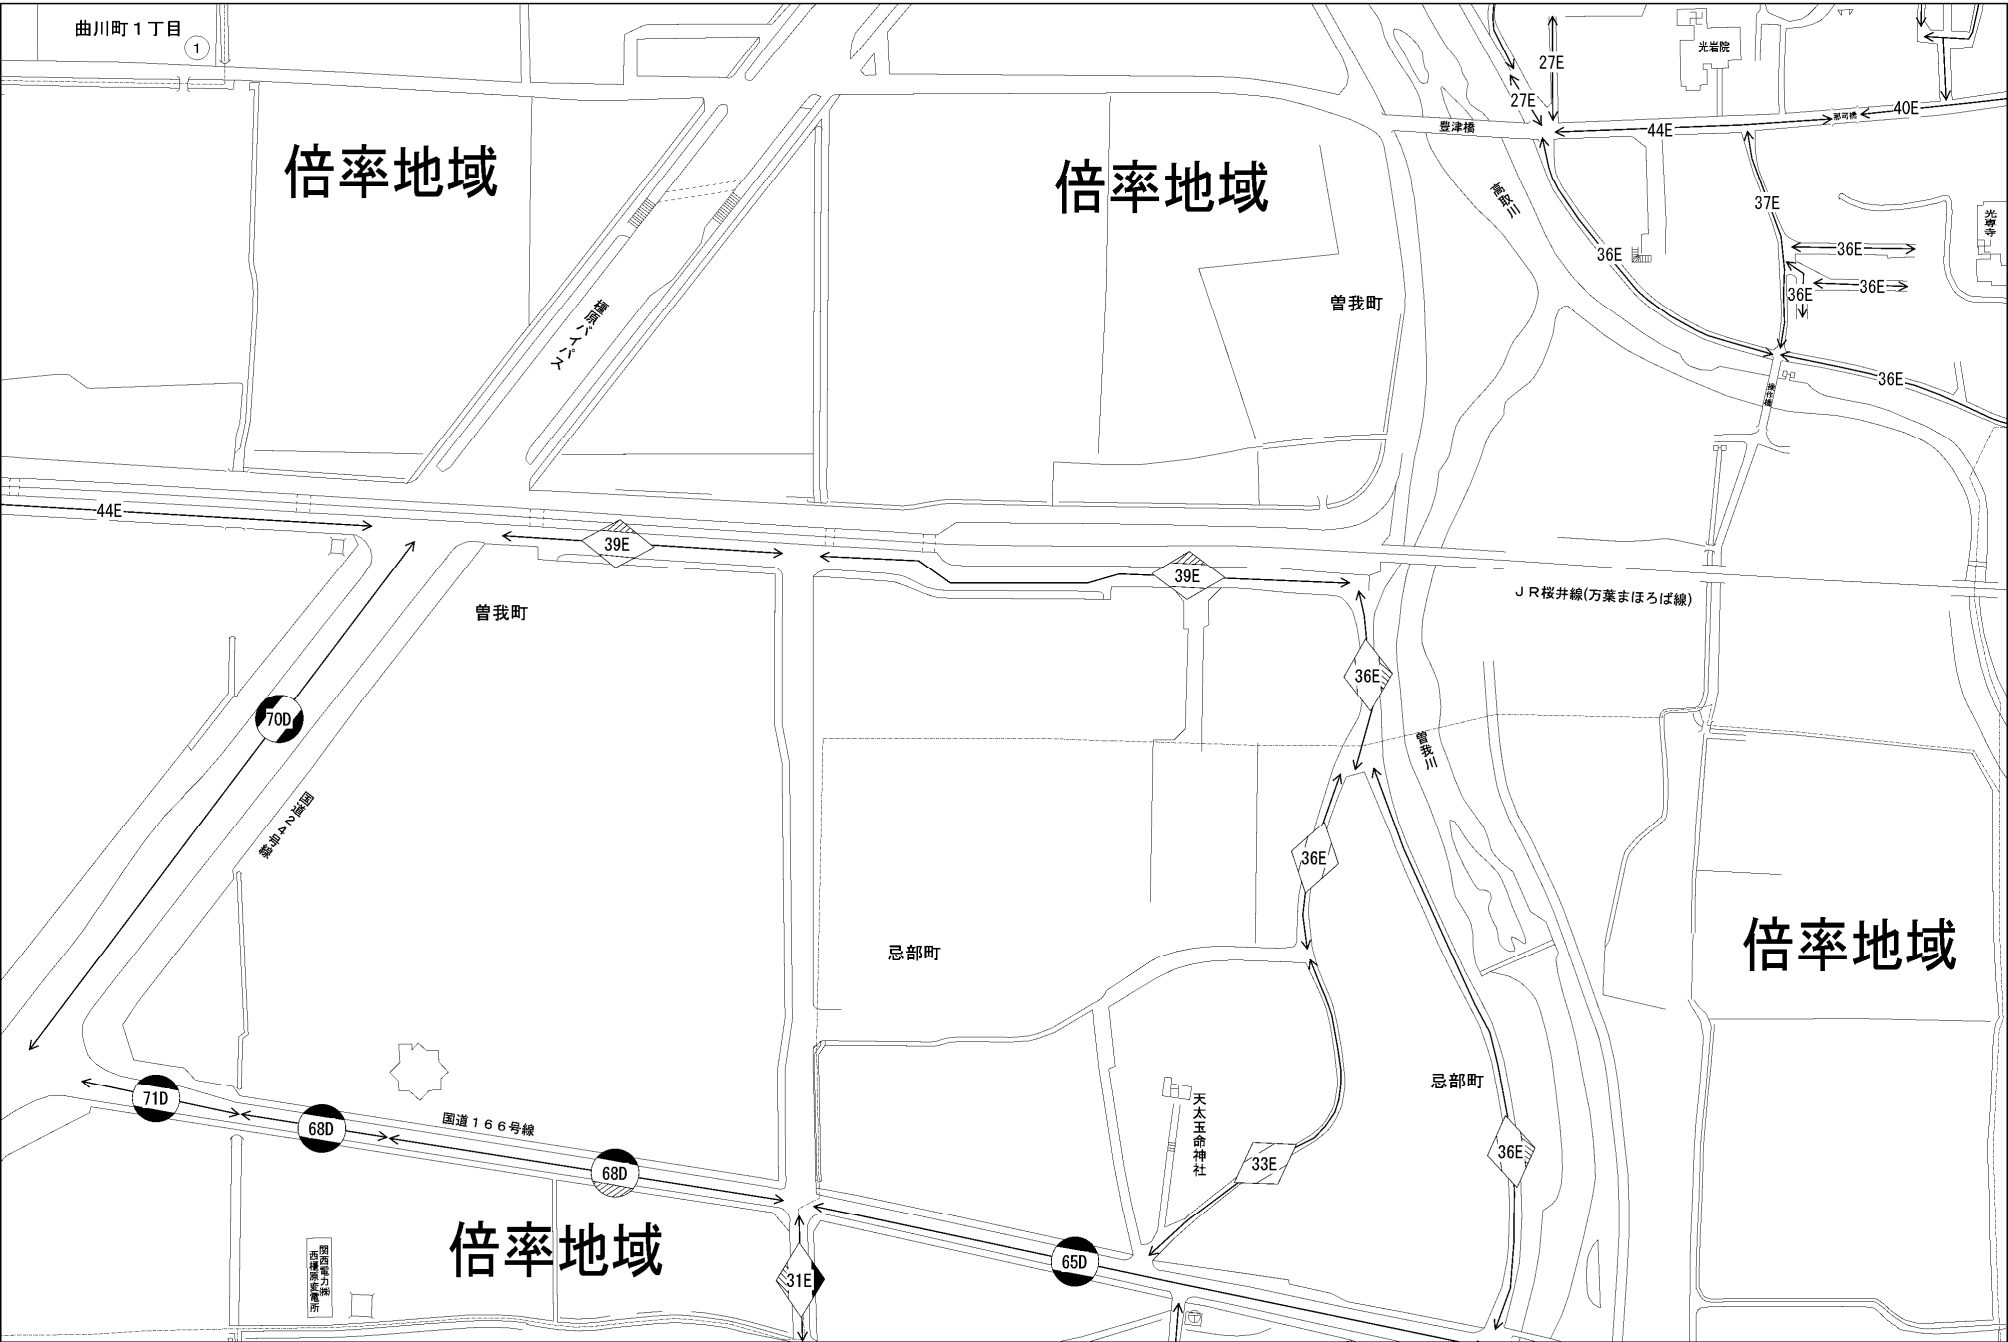 曲川町１丁目
1
光岩院
27E
27E
豊津橋
44E
40E
倍率地域
倍率地域
高取川
37E
光専寺
36E
36E
36E
36E
橿原バイパス
曽我町
36E
44E
39E
39E
ＪＲ桜井線(万葉まほろば線)
曽我町
36E
70D
曽我川
国道２４号線
36E
倍率地域
忌部町
忌部町
71D
68D
国道１６６号線
天太玉命神社
36E
68D
33E
倍率地域
関西電力㈱
西橿原変電所
31E
65D